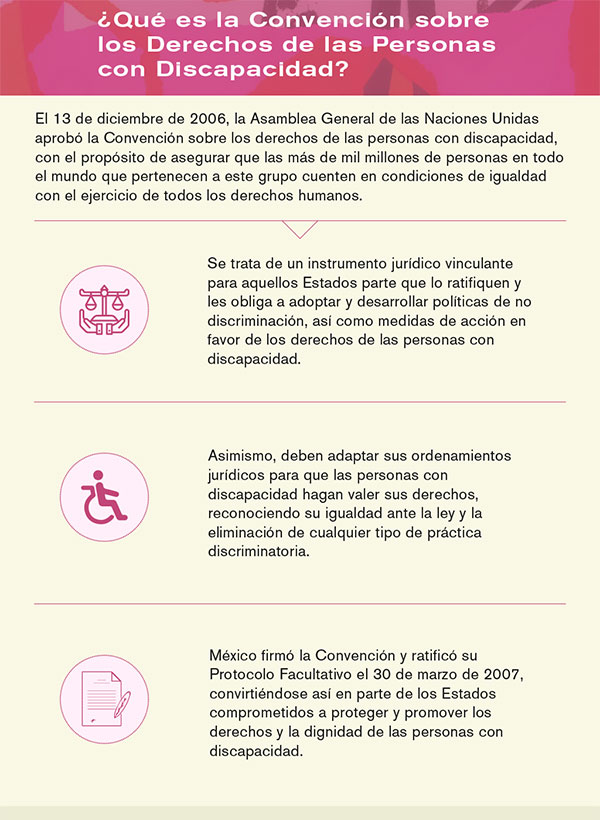 ¿Qué es la Convención sobre
los Derechos de las Personas
con Discapacidad?
El 13 de diciembre de 2006, la Asamblea General de las Naciones Unidas
aprobó la Convención sobre los derechos de las personas con discapacidad,
con el propósito de asegurar que las más de mil millones de personas en todo
el mundo que pertenecen a este grupo cuenten en condiciones de igualdad
con el ejercicio de todos los derechos humanos.
Se trata de un instrumento jurídico vinculante
para aquellos Estados parte que lo ratifiquen y
les obliga a adoptar y desarrollar políticas de no
discriminación, así como medidas de acción en
favor de los derechos de las personas con
discapacidad.
Asimismo, deben adaptar sus ordenamientos
jurídicos para que las personas con
discapacidad hagan valer sus derechos,
reconociendo su igualdad ante la ley y la
eliminación de cualquier tipo de práctica
discriminatoria.
México firmó la Convención y ratificó su
Protocolo Facultativo el 30 de marzo de 2007,
convirtiéndose así en parte de los Estados
comprometidos a proteger y promover los
derechos y la dignidad de las personas con
discapacidad.